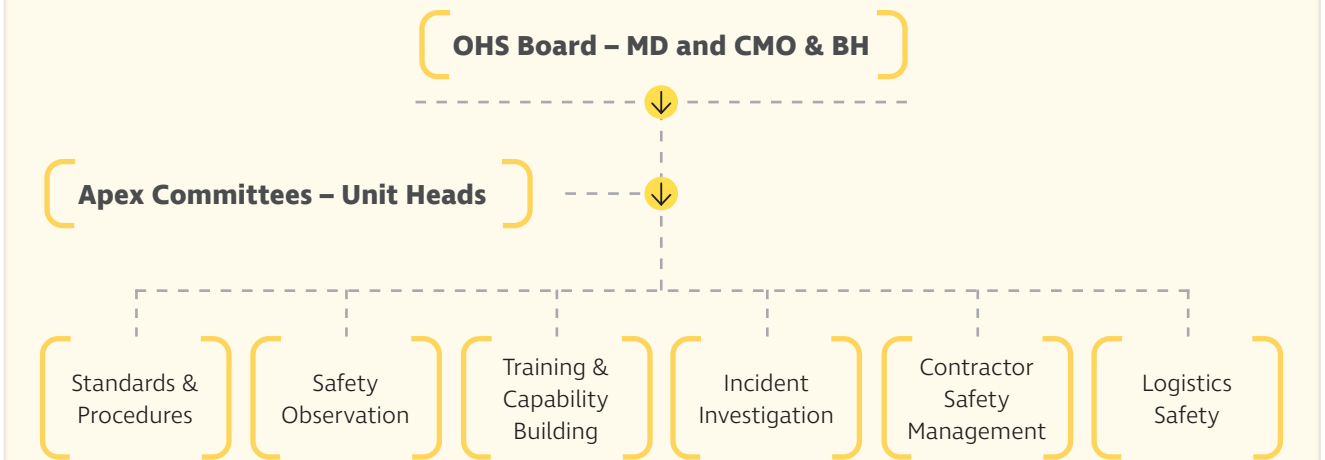 OHS Board – MD and CMO & BH
Apex Committees – Unit Heads
Standards &
Procedures
Safety
Observation
Training &
Capability
Building
Incident
Investigation
Contractor
Safety
Management
Logistics
Safety